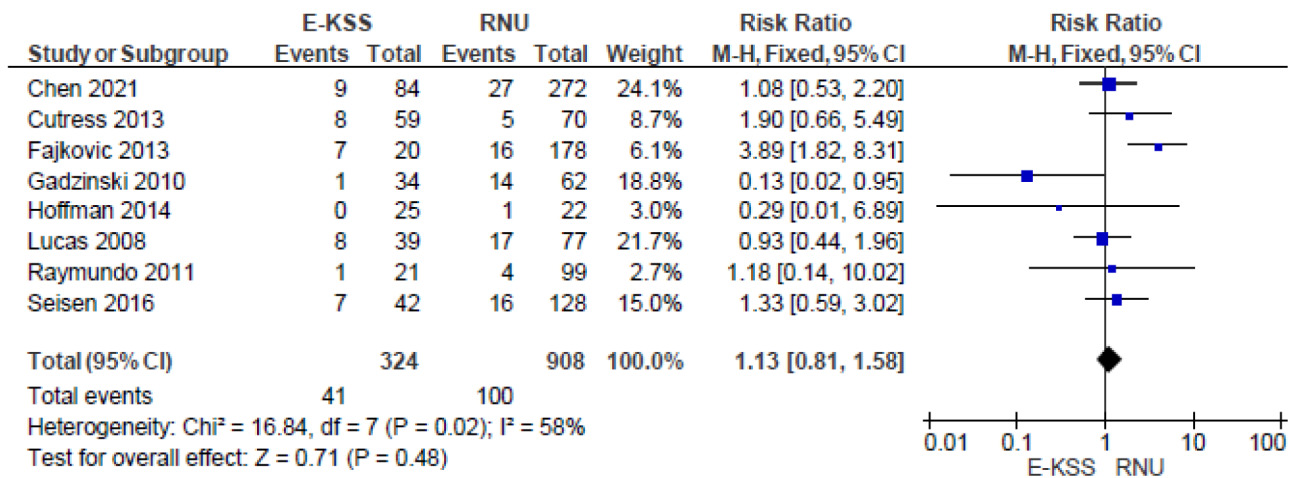 E-KSS RNU Risk Ratio Risk Ratio
Study or Subgroup Events Total Events Total Weight M-H, Fixed, 95% CI M-H, Fixed, 95% CI
Chen 2021 9 84 27 272 24.1% 1.08 [0.53, 2.20]
Cutress 2013 8 59 5 70 8.7% 1.90 [0.66, 5.49]
Fajkovic 2013 7 20 16 178 6.1% 3.89 [1.82, 8.31]
Gadzinski 2010 1 34 14 62 18.8% 0.13 [0.02, 0.95]
Hoffman 2014 0 25 1 22 3.0% 0.29 [0.01, 6.89]
Lucas 2008 8 39 17 77 21.7% 0.93 [0.44, 1.96]
Raymundo 2011 1 21 4 99 2.7% 1.18 [0.14, 10.02]
Seisen 2016 7 42 16 128 15.0% 1.33 [0.59, 3.02]
Total (95% CI) 324 908 100.0% 1.13 [0.81, 1.58]
Total events 41 100
Heterogeneity: Chi² = 16.84, df = 7 (P = 0.02); I² = 58%
Test for overall effect: Z = 0.71 (P = 0.48)
0.01 0.1 1 10 100
E-KSS RNU